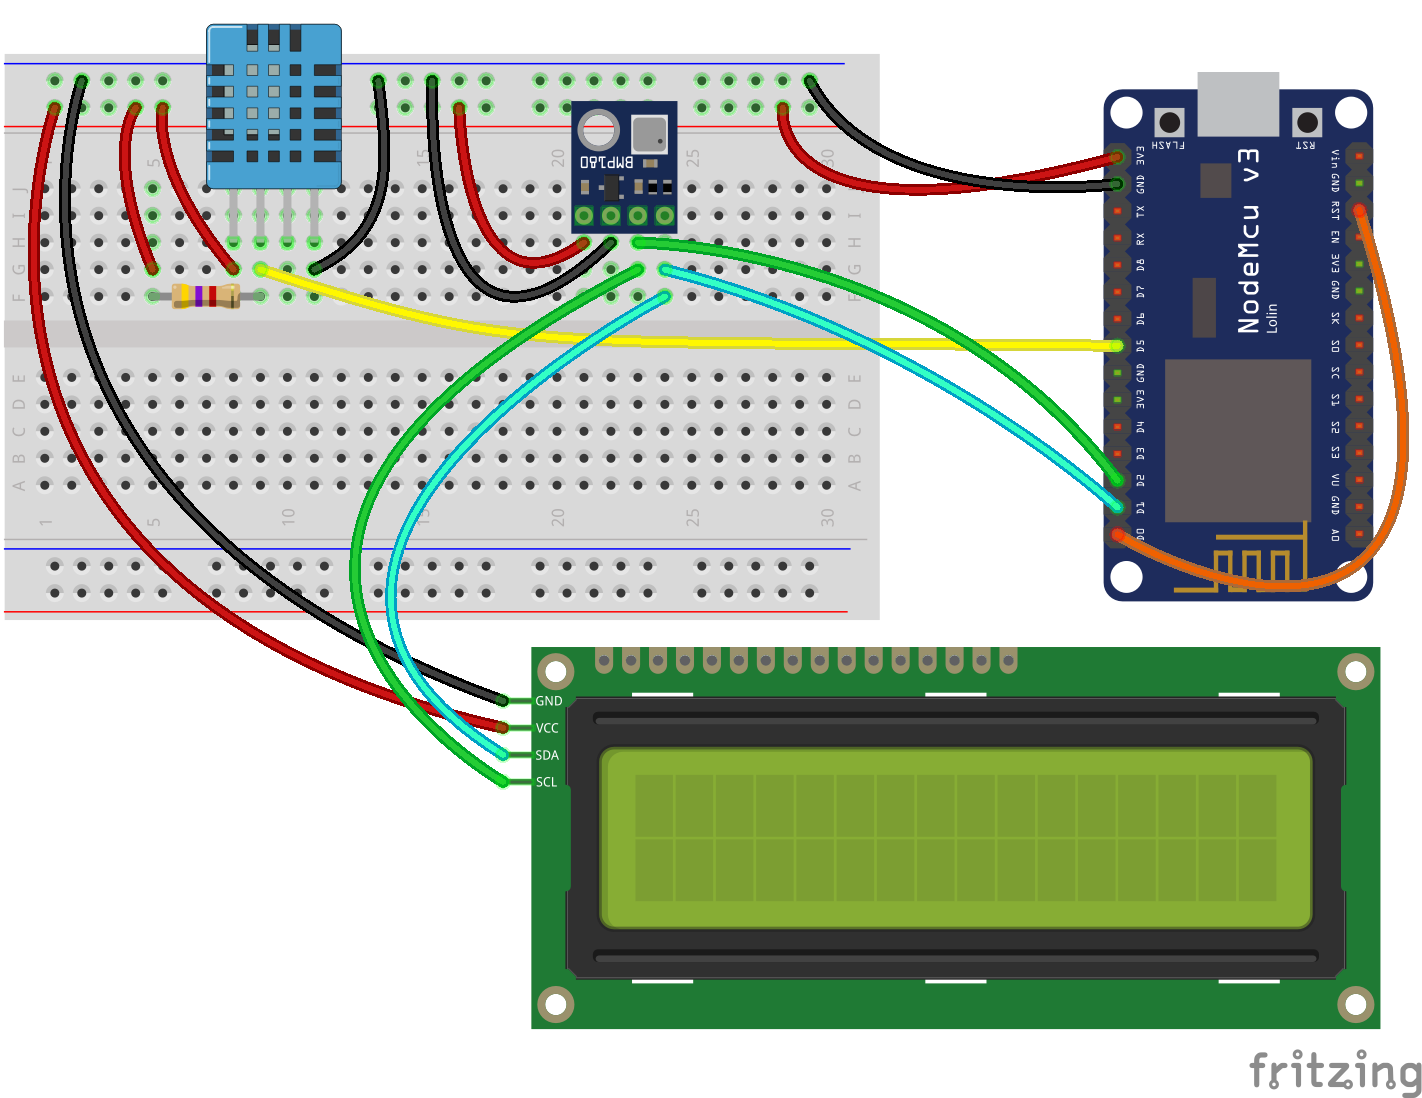 5
15
20
25
30
J
I
H
G
F
J
I
H
G
F
E
D
C
B
A
E
D
C
B
A
1
5
10
15
20
25
30
BMP180
FLASH
RST
3V3
GND
TX
RX
D8
D7
D6
D5
GND
3V3
D4
D3
D2
D1
D0
NodeMcu v3
Lolin
Vin
GND
RST
EN
3V3
GND
SK
SO
SC
S1
S2
S3
VU
GND
AD
GND
VCC
SDA
SCL
fritzing